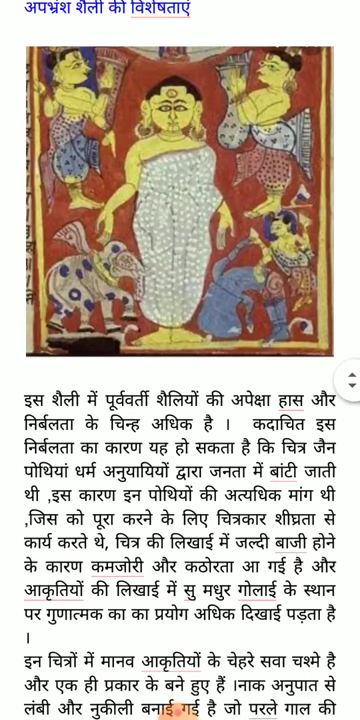 अपभ्रंश शैली की विशेषताएं
इस शैली में पूर्ववर्ती शैलियों की अपेक्षा हास और
निर्बलता के चिन्ह अधिक है । कदाचित इस
निर्बलता का कारण यह हो सकता है कि चित्र जैन
पोथियां धर्म अनुयायियों द्वारा जनता में बांटी जाती
थी ,इस कारण इन पोथियों की अत्यधिक मांग थी
,जिस को पूरा करने के लिए चित्रकार शीघ्रता से
कार्य करते थे, चित्र की लिखाई में जल्दी बाजी होने
के कारण कमजोरी और कठोरता आ गई है और
आकृतियों की लिखाई में सु मधुर गोलाई के स्थान
पर गुणात्मक का का प्रयोग अधिक दिखाई पड़ता है
।
इन चित्रों में मानव आकृतियों के चेहरे सवा चश्मे है
और एक ही प्रकार के बने हुए हैं ।नाक अनुपात से
लंबी और नुकीली बनाई गई है जो परले गाल की